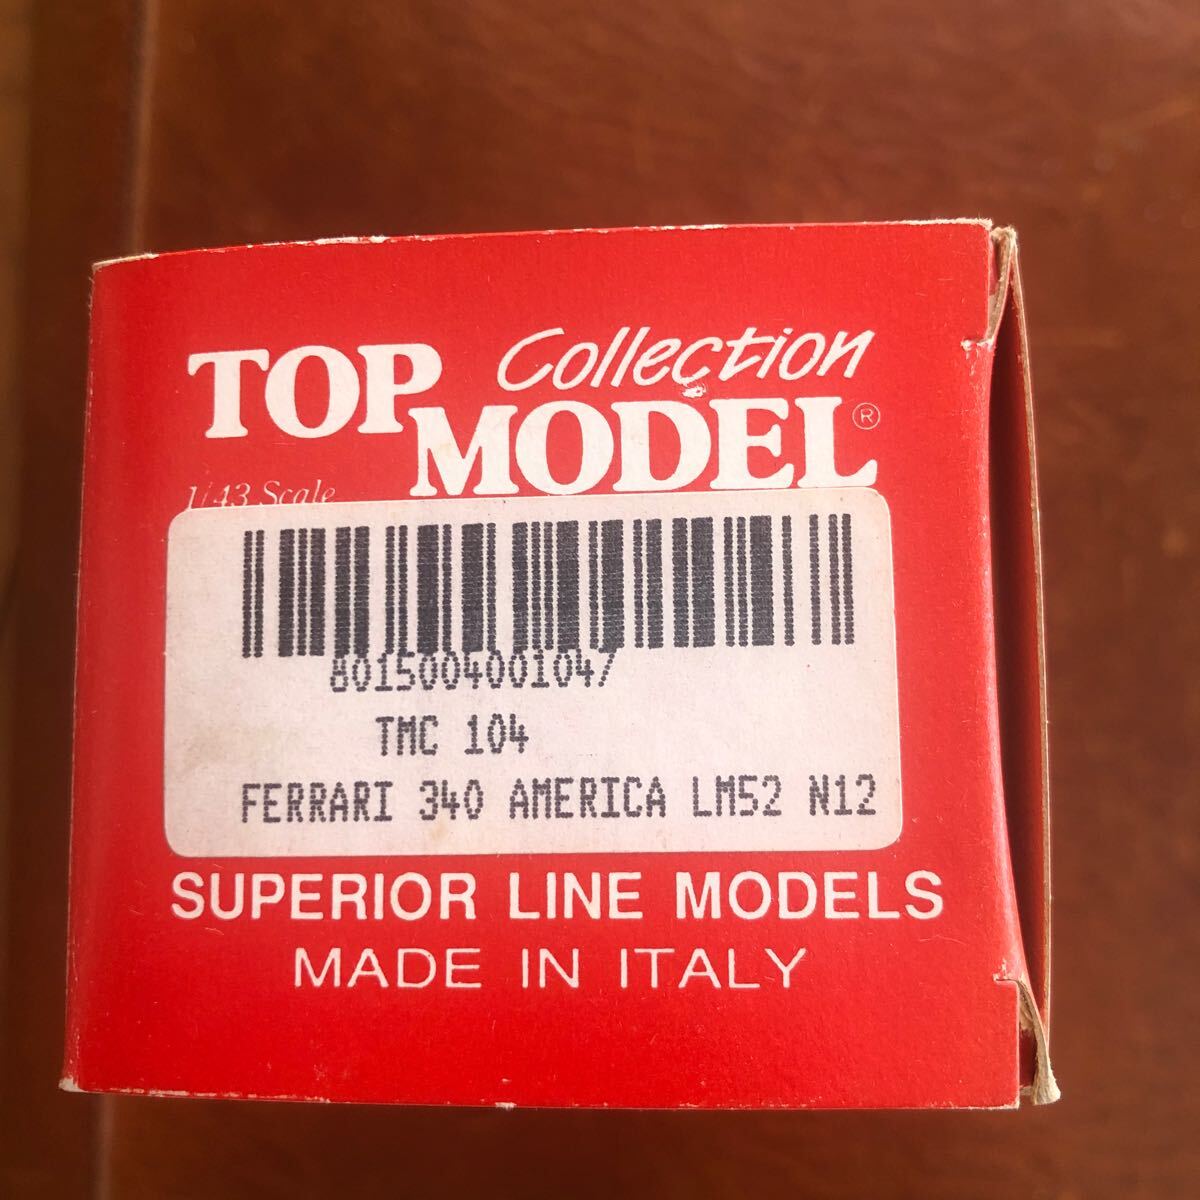 Collection
TOP MODEL®
1/43 Scale
8015004001047
TMC 104
FERRARI 340 AMERICA LM52 N12
SUPERIOR LINE MODELS
MADE IN ITALY